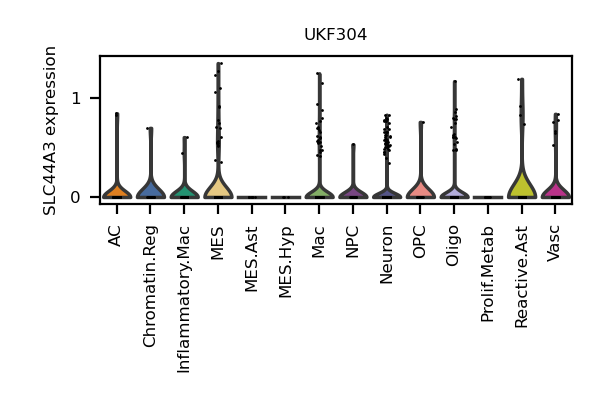 UKF304
SLC44A3 expression
1
0
AC
Chromatin.Reg
Inflammatory.Mac
MES
MES.Ast
MES.Hyp
Mac
NPC
Neuron
OPC
Oligo
Prolif.Metab
Reactive.Ast
Vasc